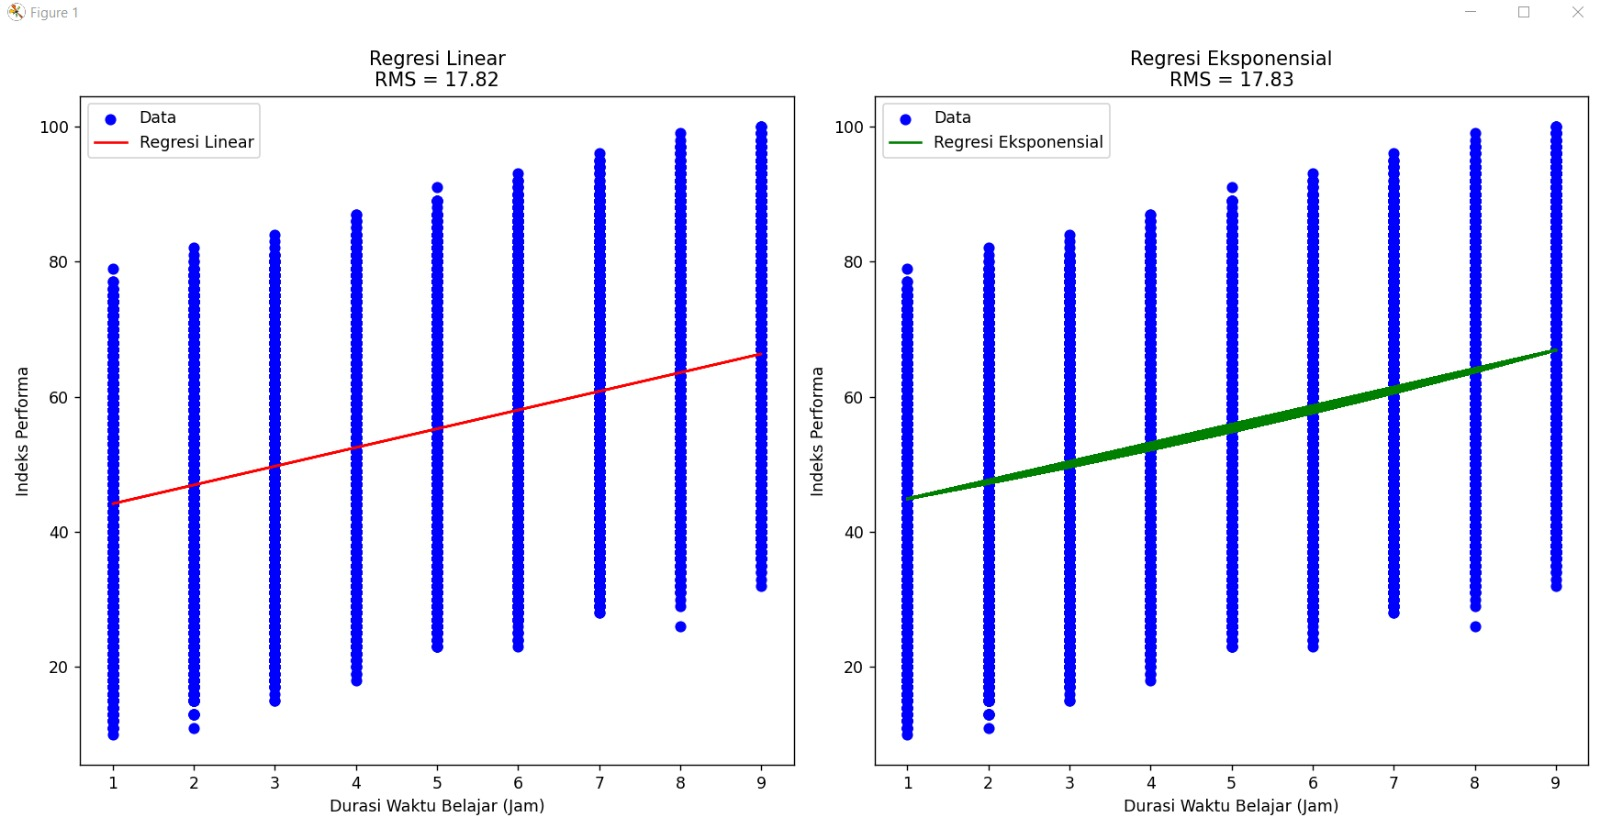 Figure 1
Regresi Linear
RMS = 17.82
Data
Regresi Linear
100
80
60
40
20
Indeks Performa
1 2 3 4 5 6 7 8 9
Durasi Waktu Belajar (Jam)
Regresi Eksponensial
RMS = 17.83
Data
Regresi Eksponensial
100
80
60
40
20
Indeks Performa
1 2 3 4 5 6 7 8 9
Durasi Waktu Belajar (Jam)